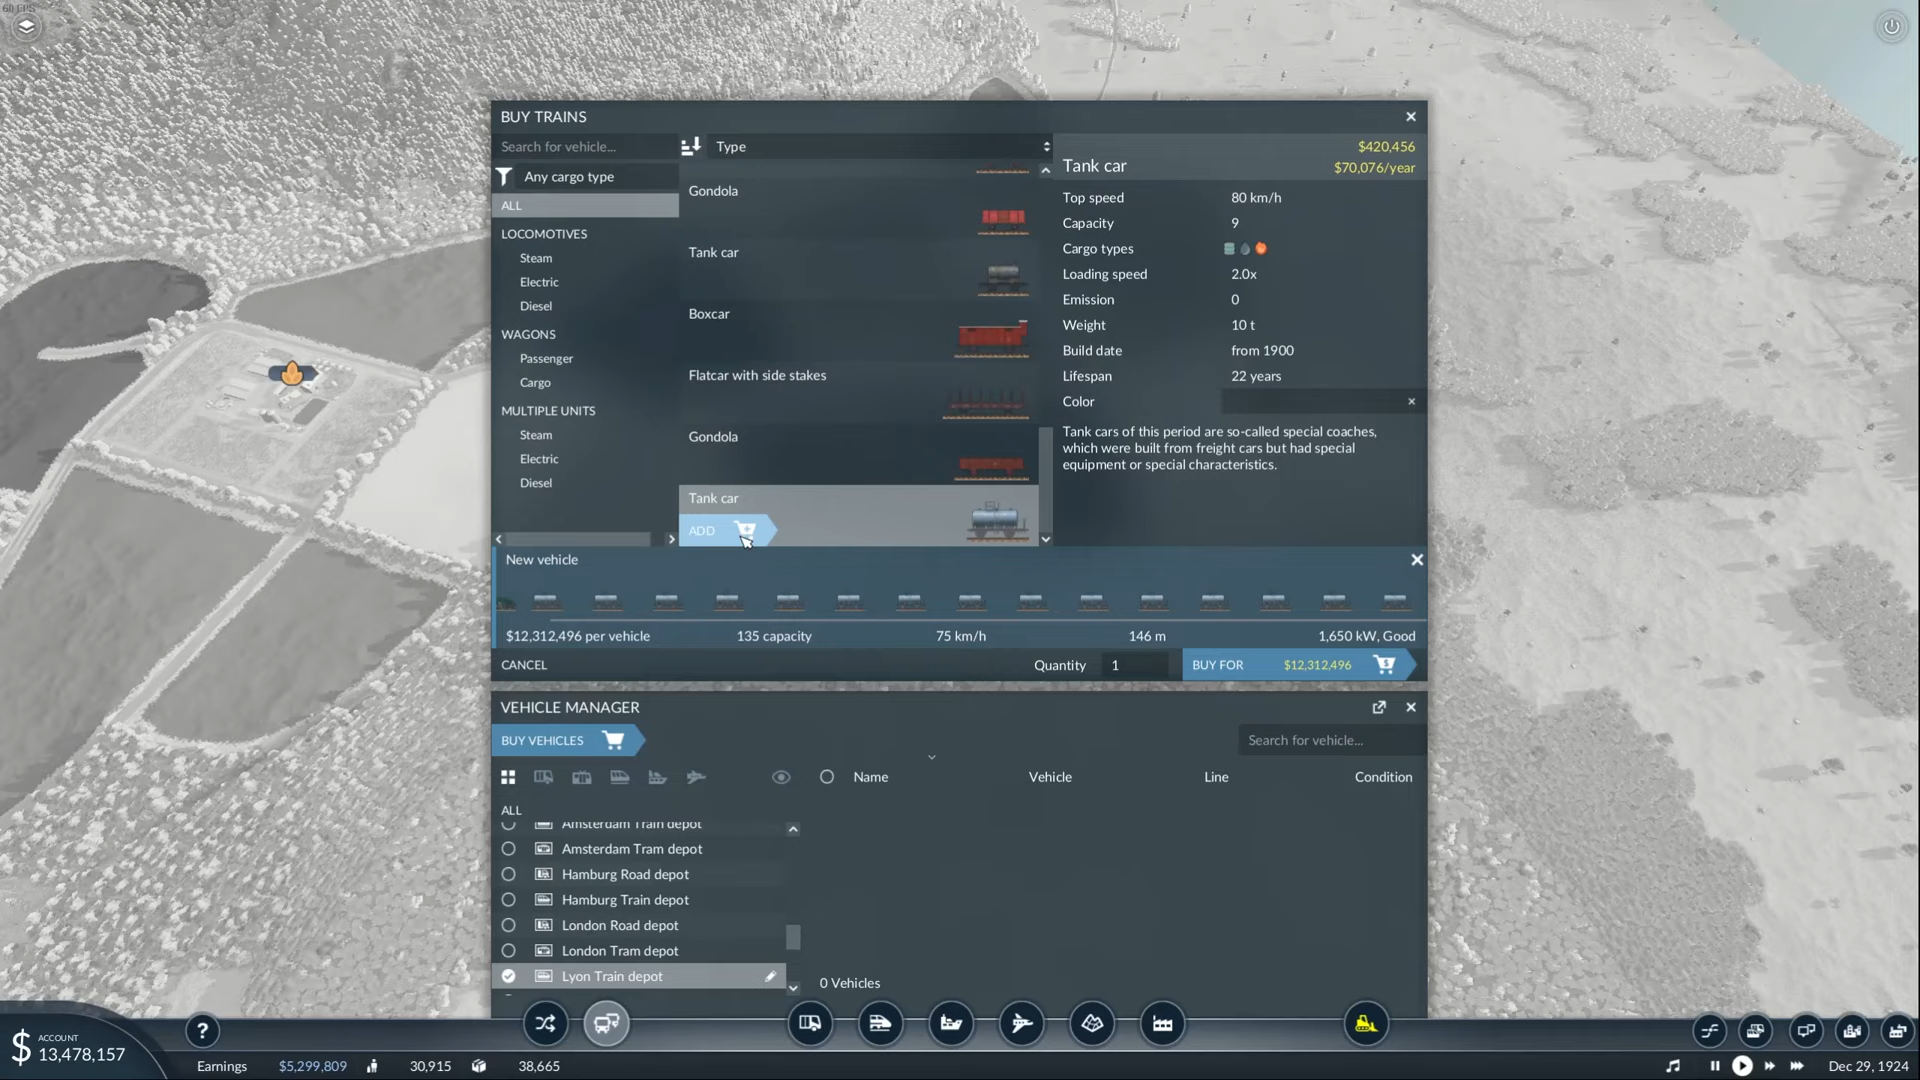 60 FPS
BUY TRAINS
Search for vehicle...
Type
$420,456
Tank car
$70,076/year
Any cargo type
ALL
LOCOMOTIVES
Steam
Electric
Diesel
WAGONS
Passenger
Cargo
MULTIPLE UNITS
Steam
Electric
Diesel
Gondola
Tank car
Boxcar
Flatcar with side stakes
Gondola
Tank car
ADD
Top speed 80 km/h
Capacity 9
Cargo types
Loading speed 2.0x
Emission 0
Weight 10 t
Build date from 1900
Lifespan 22 years
Color
Tank cars of this period are so-called special coaches,
which were built from freight cars but had special
equipment or special characteristics.
New vehicle
$12,312,496 per vehicle 135 capacity 75 km/h 146 m 1,650 kW, Good
CANCEL Quantity 1 BUY FOR $12,312,496
VEHICLE MANAGER
BUY VEHICLES Search for vehicle...
Name Vehicle Line Condition
ALL
Amsterdam Train depot
Amsterdam Tram depot
Hamburg Road depot
Hamburg Train depot
London Road depot
London Tram depot
Lyon Train depot
0 Vehicles
$ ACCOUNT
13,478,157
?
Earnings $5,299,809 30,915 38,665 Dec 29, 1924